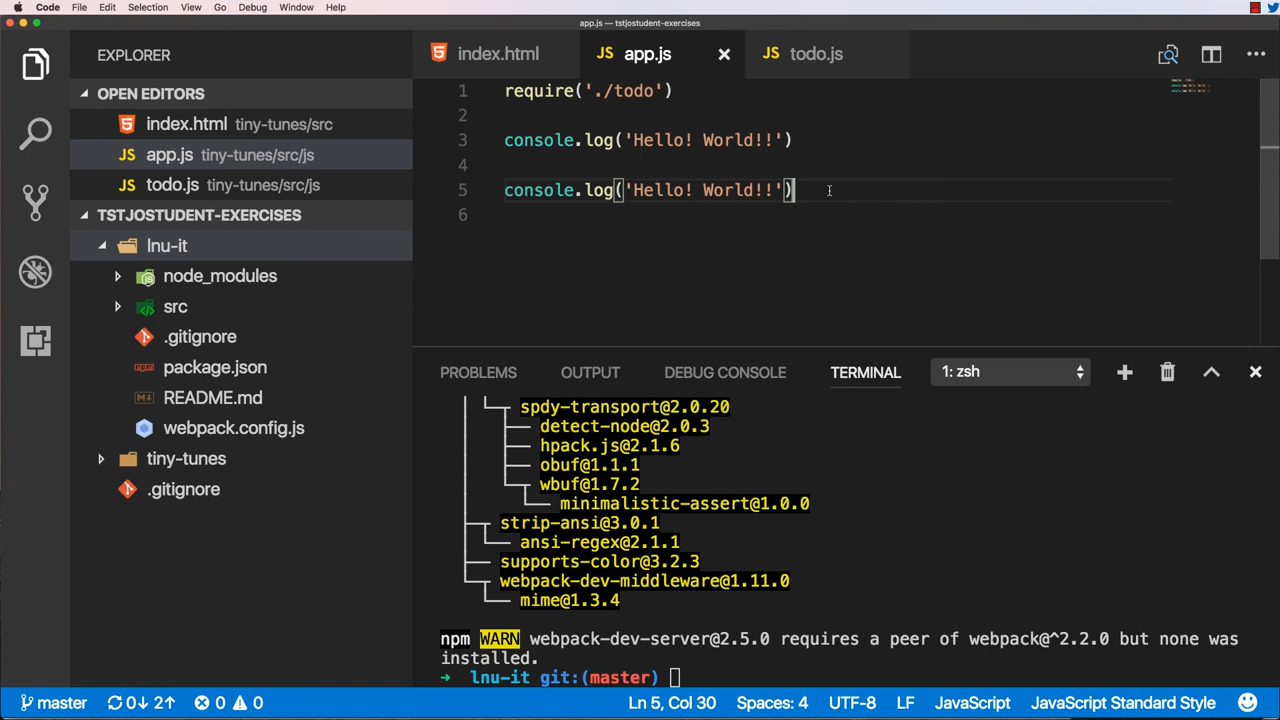 Code File Edit Selection View Go Debug Window Help
app.js — tstjostudent-exercises
EXPLORER
OPEN EDITORS
index.html tiny-tunes/src
JS app.js tiny-tunes/src/js
JS todo.js tiny-tunes/src/js
TSTJOSTUDENT-EXERCISES
lnu-it
node_modules
src
.gitignore
package.json
README.md
webpack.config.js
tiny-tunes
.gitignore
index.html JS app.js JS todo.js
1 require('./todo')
2
3 console.log('Hello! World!!')
4
5 console.log('Hello! World!!')
6
PROBLEMS OUTPUT DEBUG CONSOLE TERMINAL 1: zsh
spdy-transport@2.0.20
detect-node@2.0.3
hpack.js@2.1.6
obuf@1.1.1
wbuf@1.7.2
minimalistic-assert@1.0.0
strip-ansi@3.0.1
ansi-regex@2.1.1
supports-color@3.2.3
webpack-dev-middleware@1.11.0
mime@1.3.4
npm WARN webpack-dev-server@2.5.0 requires a peer of webpack@^2.2.0 but none was
installed.
➜ lnu-it git:(master)
master 0↓ 2↑ 0 0 Ln 5, Col 30 Spaces: 4 UTF-8 LF JavaScript JavaScript Standard Style